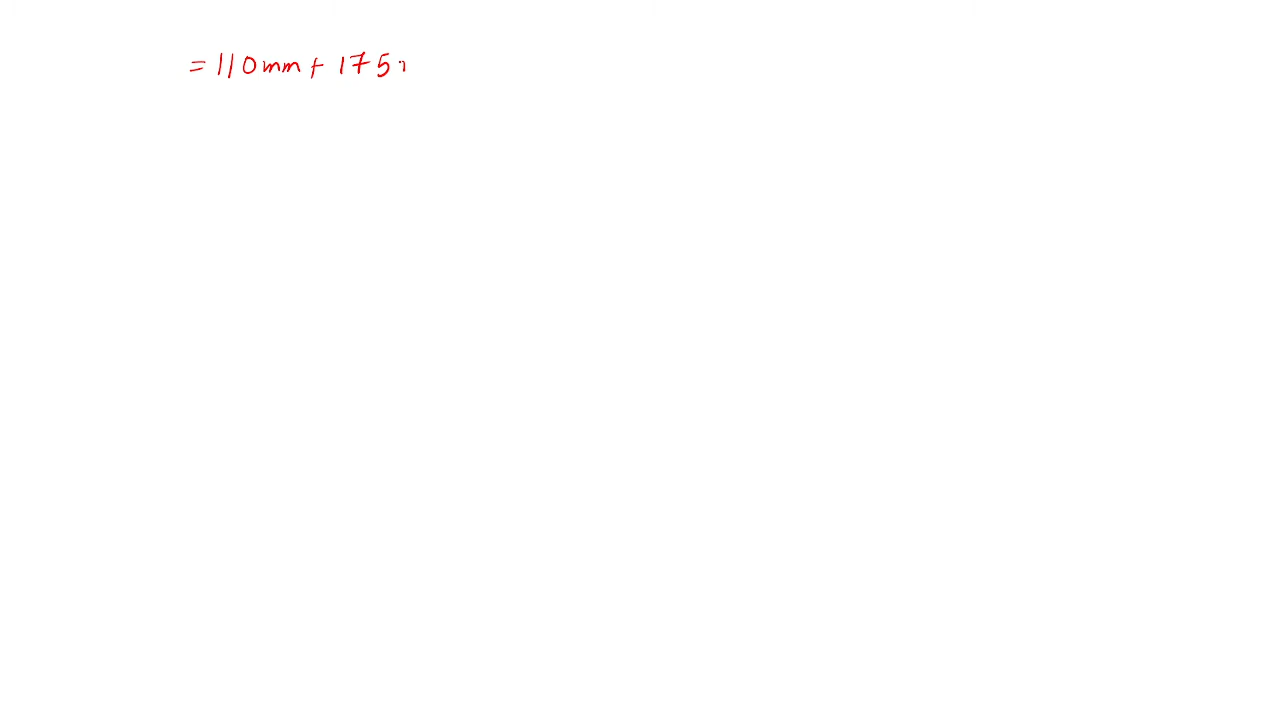 = 110mm + 175